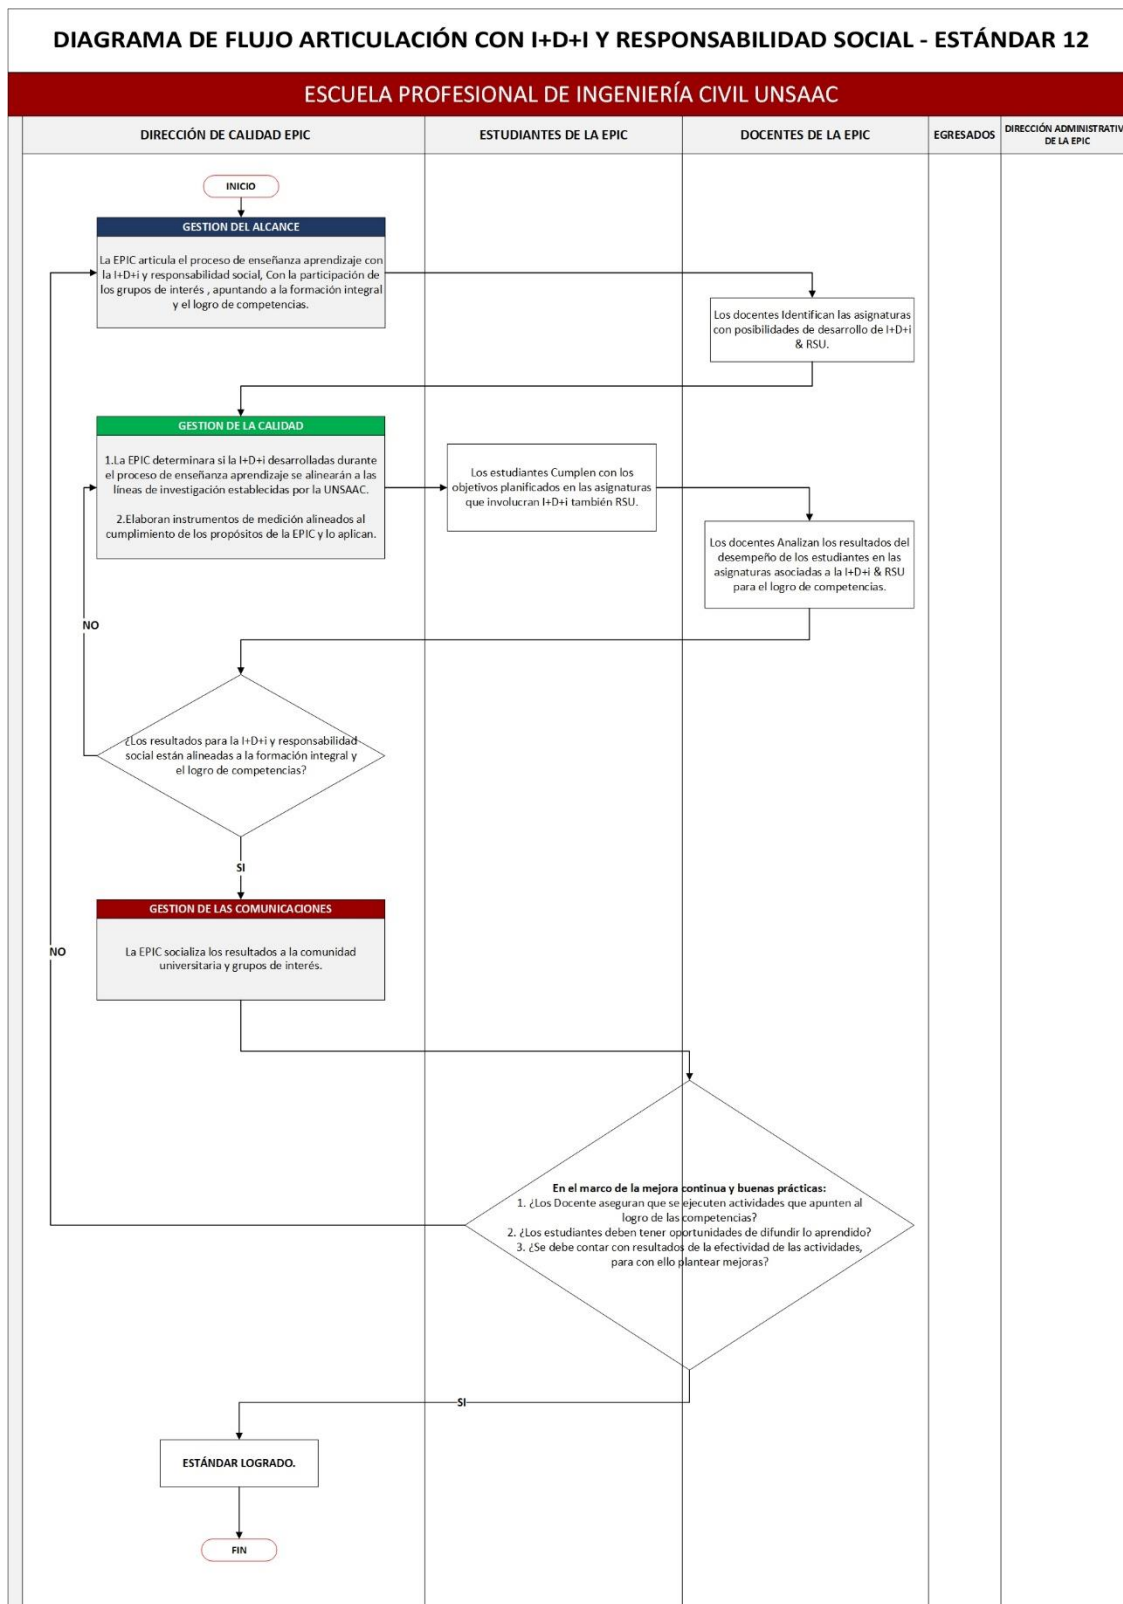 DIAGRAMA DE FLUJO ARTICULACIÓN CON I+D+I Y RESPONSABILIDAD SOCIAL - ESTÁNDAR 12
ESCUELA PROFESIONAL DE INGENIERÍA CIVIL UNSAAC
DIRECCIÓN DE CALIDAD EPIC
ESTUDIANTES DE LA EPIC
DOCENTES DE LA EPIC
EGRESADOS
DIRECCIÓN ADMINISTRATIV
DE LA EPIC
INICIO
GESTION DEL ALCANCE
La EPIC articula el proceso de enseñanza aprendizaje con
la I+D+i y responsabilidad social, Con la participación de
los grupos de interés , apuntando a la formación integral
y el logro de competencias.
Los docentes Identifican las asignaturas
con posibilidades de desarrollo de I+D+i
& RSU.
GESTION DE LA CALIDAD
1.La EPIC determinara si la I+D+i desarrolladas durante
el proceso de enseñanza aprendizaje se alinearán a las
líneas de investigación establecidas por la UNSAAC.
2.Elaboran instrumentos de medición alineados al
cumplimiento de los propósitos de la EPIC y lo aplican.
Los estudiantes Cumplen con los
objetivos planificados en las asignaturas
que involucran I+D+i también RSU.
Los docentes Analizan los resultados del
desempeño de los estudiantes en las
asignaturas asociadas a la I+D+i & RSU
para el logro de competencias.
NO
¿Los resultados para la I+D+i y responsabilidad
social están alineadas a la formación integral y
el logro de competencias?
SI
GESTION DE LAS COMUNICACIONES
La EPIC socializa los resultados a la comunidad
universitaria y grupos de interés.
NO
En el marco de la mejora continua y buenas prácticas:
1. ¿Los Docente aseguran que se ejecuten actividades que apunten al
logro de las competencias?
2. ¿Los estudiantes deben tener oportunidades de difundir lo aprendido?
3. ¿Se debe contar con resultados de la efectividad de las actividades,
para con ello plantear mejoras?
SI
ESTÁNDAR LOGRADO.
FIN